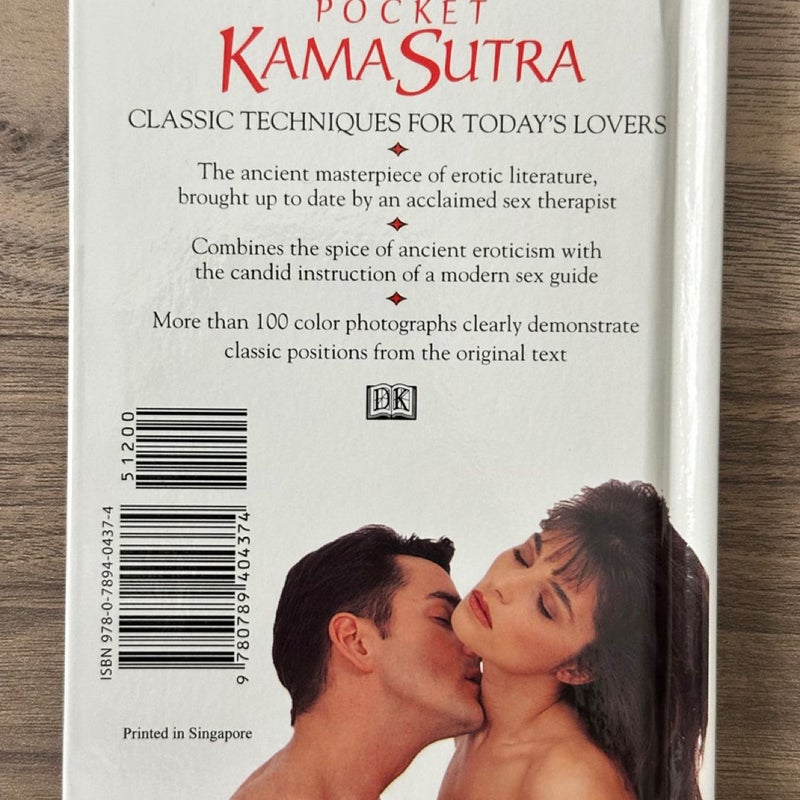 POCKET
KAMA SUTRA
CLASSIC TECHNIQUES FOR TODAY'S LOVERS
The ancient masterpiece of erotic literature,
brought up to date by an acclaimed sex therapist
Combines the spice of ancient eroticism with
the candid instruction of a modern sex guide
More than 100 color photographs clearly demonstrate
classic positions from the original text
DK
51200
ISBN 978-0-7894-0437-4
9 780789 404374
Printed in Singapore